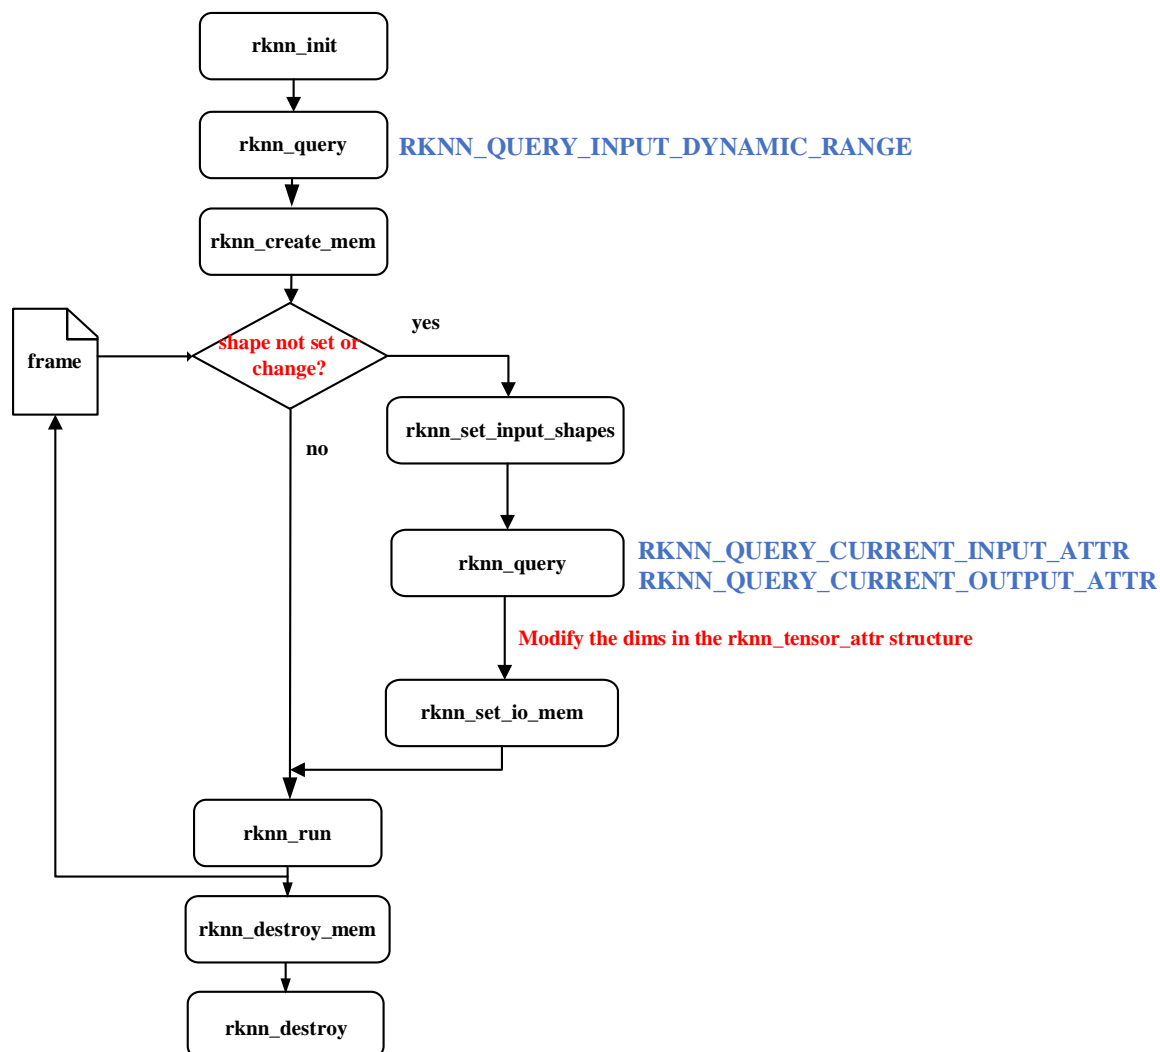 rknn_init
rknn_query
RKNN_QUERY_INPUT_DYNAMIC_RANGE
rknn_create_mem
yes
shape not set or
change?
frame
rknn_set_input_shapes
no
rknn_query
RKNN_QUERY_CURRENT_INPUT_ATTR
RKNN_QUERY_CURRENT_OUTPUT_ATTR
Modify the dims in the rknn_tensor_attr structure
rknn_set_io_mem
rknn_run
rknn_destroy_mem
rknn_destroy